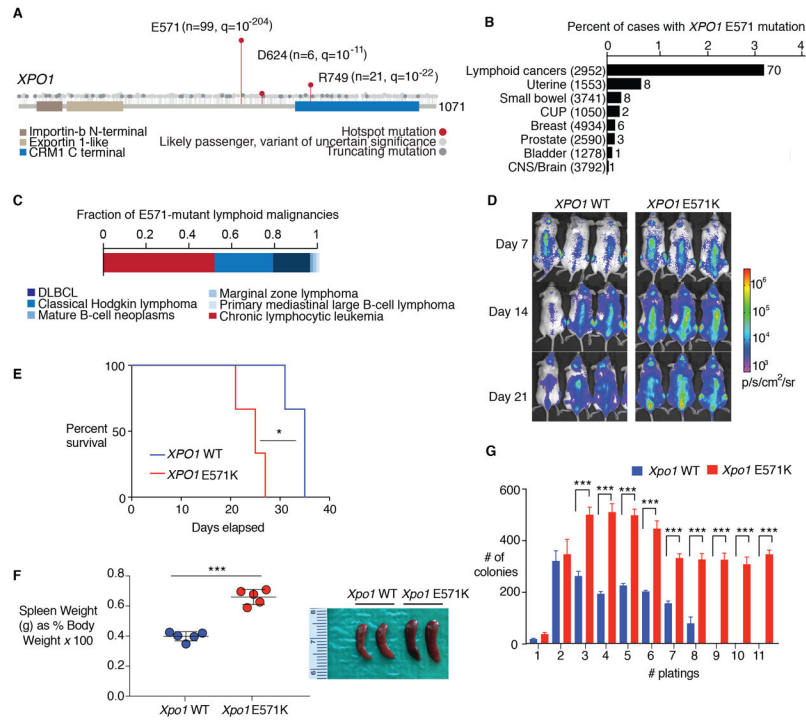 A
E571 (n=99, q=10-204)
D624 (n=6, q=10-11)
R749 (n=21, q=10-22)
XPO1
1071
Importin-b N-terminal
Exportin 1-like
CRM1 C terminal
Hotspot mutation
Likely passenger, variant of uncertain significance
Truncating mutation
B
Percent of cases with XPO1 E571 mutation
0 1 2 3 4
Lymphoid cancers (2952) 70
Uterine (1553) 8
Small bowel (3741) 8
CUP (1050) 2
Breast (4934) 6
Prostate (2590) 3
Bladder (1278) 1
CNS/Brain (3792) 1
C
Fraction of E571-mutant lymphoid malignancies
0 0.2 0.4 0.6 0.8 1
DLBCL
Classical Hodgkin lymphoma
Mature B-cell neoplasms
Marginal zone lymphoma
Primary mediastinal large B-cell lymphoma
Chronic lymphocytic leukemia
D
XPO1 WT XPO1 E571K
Day 7
Day 14
Day 21
106
105
104
103
p/s/cm2/sr
E
Percent
survival
100
50
0
*
XPO1 WT
XPO1 E571K
0 10 20 30 40
Days elapsed
F
Spleen Weight
(g) as % Body
Weight x 100
0.8
0.6
0.4
0.2
0.0
***
Xpo1 WT Xpo1 E571K
Xpo1 WT Xpo1 E571K
8
7
6
G
Xpo1 WT Xpo1 E571K
# of
colonies
600
400
200
0
*** *** *** *** *** *** *** *** ***
1 2 3 4 5 6 7 8 9 10 11
# platings